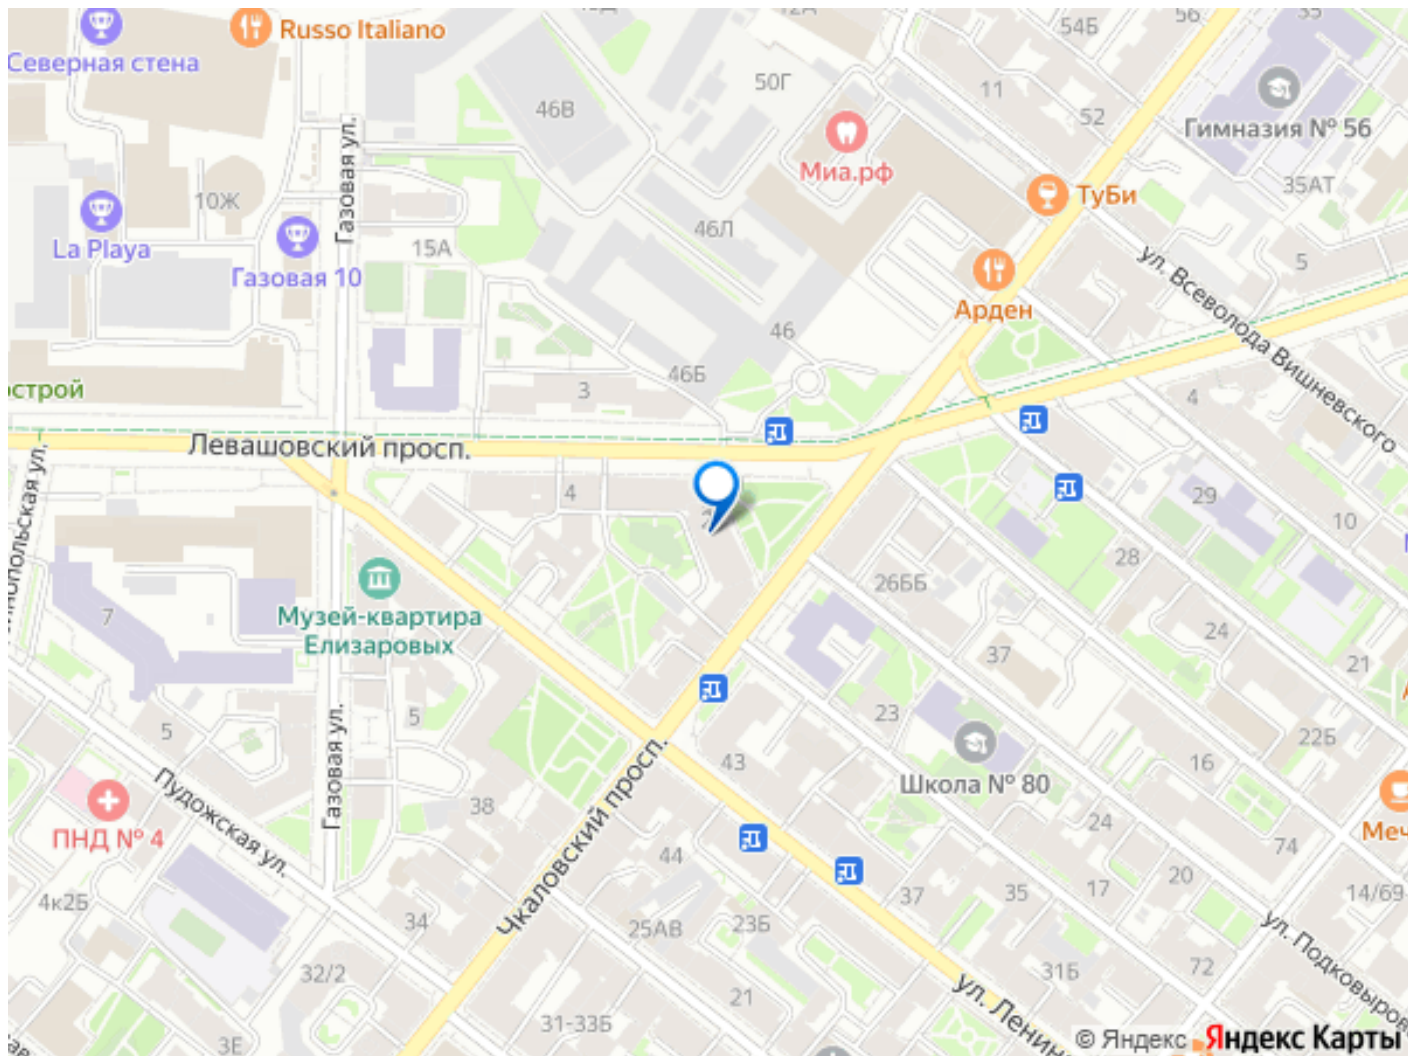 Russo Italiano
Северная стена
46В
50Г
12А
54Б
56
35
11
52
Гимназия № 56
Миа.рф
35АТ
ТуБи
10Ж
La Playa
Газовая ул.
Газовая 10
15А
46Л
ул. Всеволода Вишневского
5
Арден
46
46Б
3
острой
4
Левашовский просп.
4
29
10
28
26ББ
24
21
37
7
Музей-квартира
Елизаровых
5
5
23
22Б
16
Школа № 80
43
Газовая ул.
Пудожская ул.
ПНД № 4
38
Чкаловский просп.
44
24
74
Меч
4к2Б
34
25АВ
23Б
37
35
17
20
14/69
32/2
21
31Б
72
ул. Подковыров
ул. Ленин
31-33Б
3Е
© Яндекс Яндекс Карты